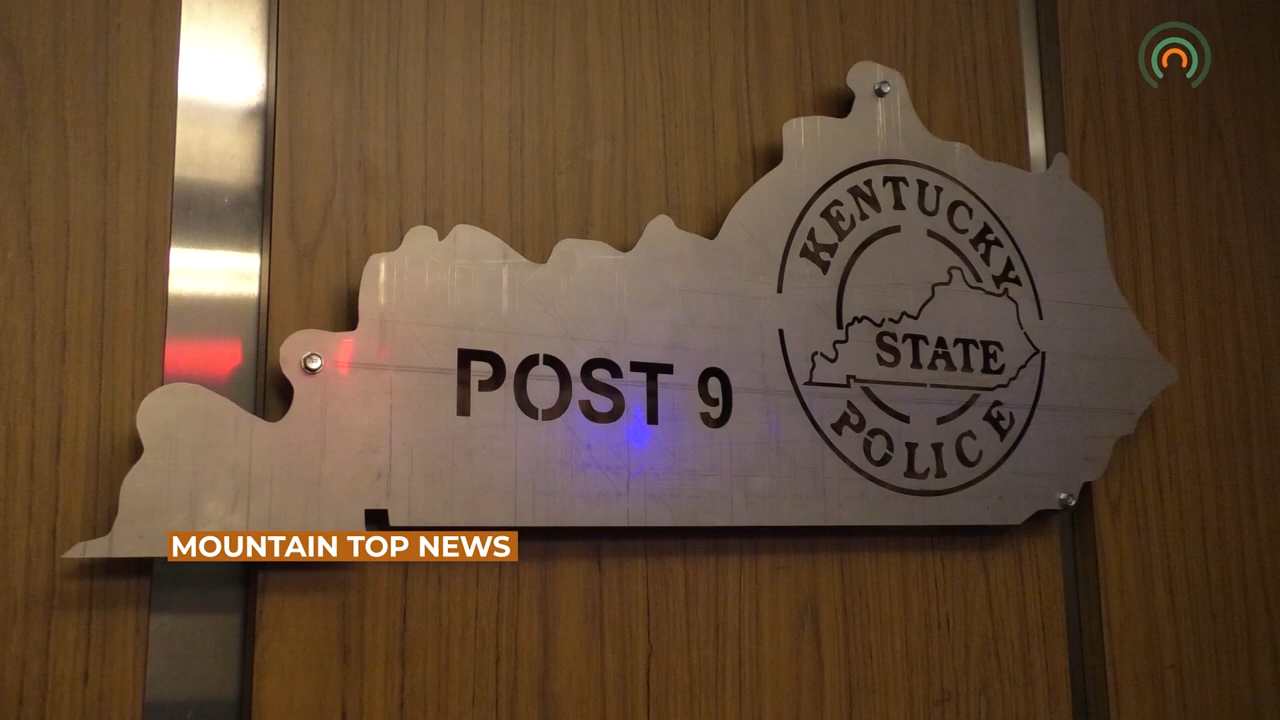 KENTUCKY
STATE
POLICE
POST 9
MOUNTAIN TOP NEWS